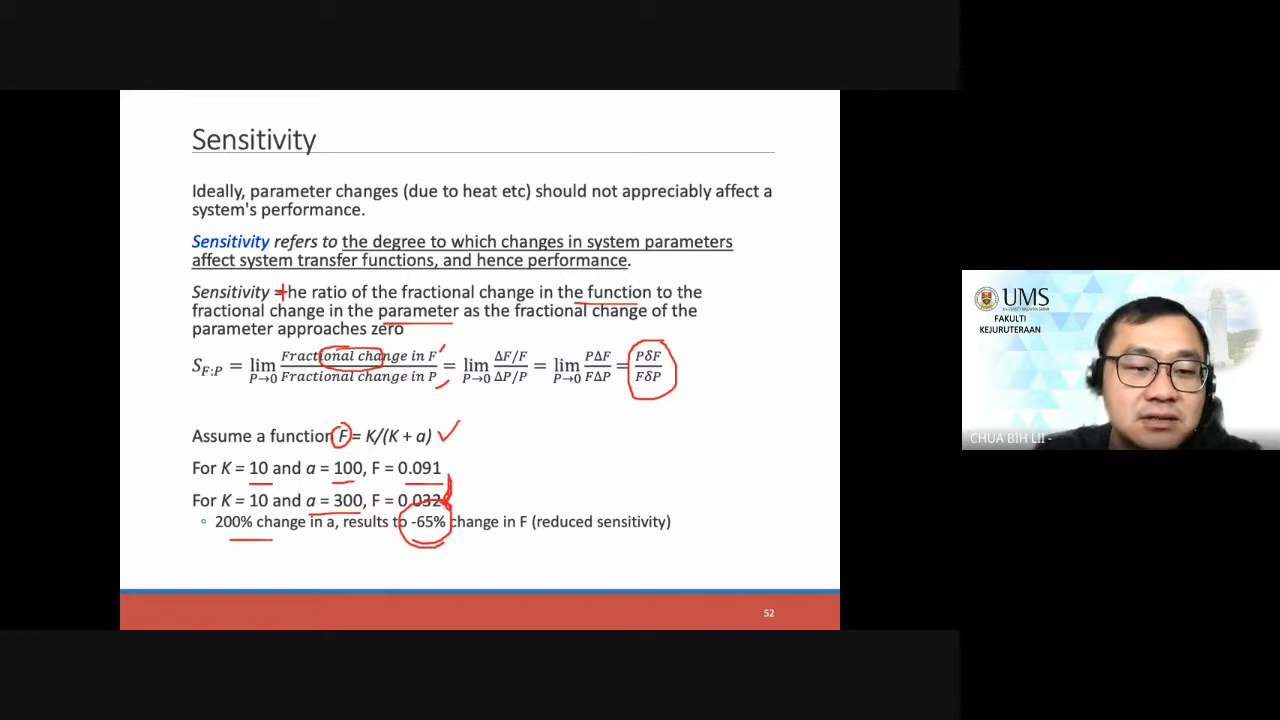 Sensitivity
Ideally, parameter changes (due to heat etc) should not appreciably affect a
system's performance.
Sensitivity refers to the degree to which changes in system parameters
affect system transfer functions, and hence performance.
Sensitivity = the ratio of the fractional change in the function to the
fractional change in the parameter as the fractional change of the
parameter approaches zero
S_{F:P} = lim_{P→0} Fractional change in F / Fractional change in P = lim_{P→0} ΔF/F / ΔP/P = lim_{P→0} PΔF / FΔP = PδF / FδP
Assume a function F = K/(K + a)
For K = 10 and a = 100, F = 0.091
For K = 10 and a = 300, F = 0.032
◦ 200% change in a, results to -65% change in F (reduced sensitivity)
52
UMS
UNIVERSITI MALAYSIA SABAH
FAKULTI
KEJURUTERAAN
CHUA BIH LII -